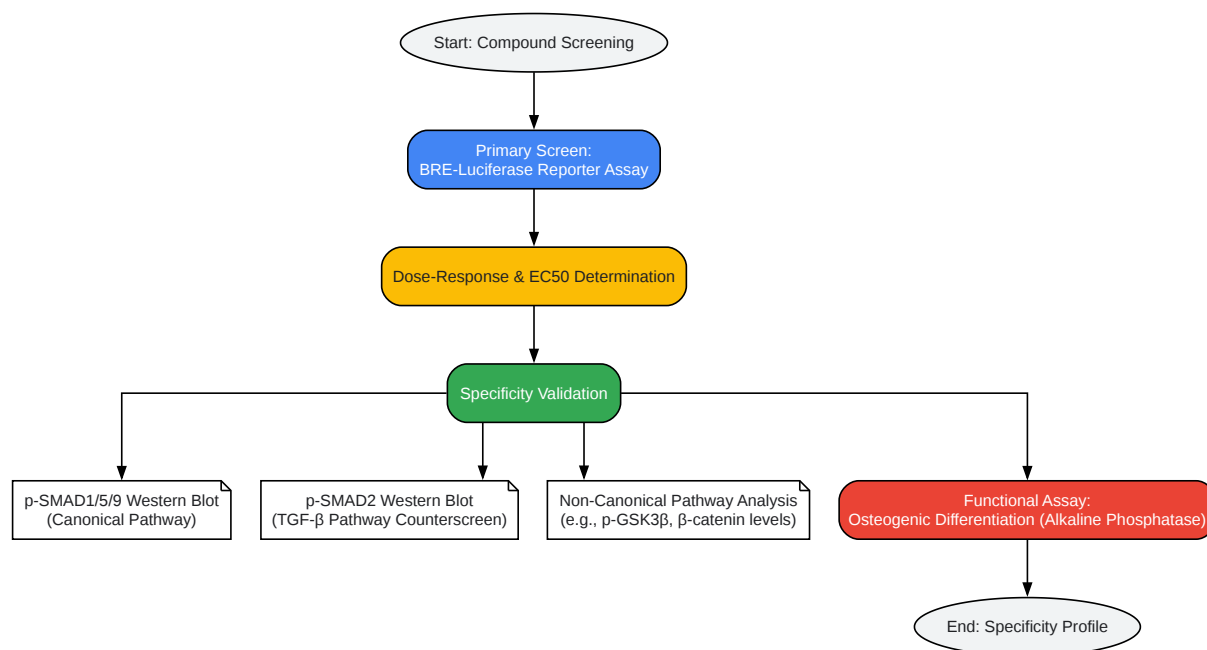 Start: Compound Screening
Primary Screen:
BRE-Luciferase Reporter Assay
Dose-Response & EC50 Determination
Specificity Validation
p-SMAD1/5/9 Western Blot
(Canonical Pathway)
p-SMAD2 Western Blot
(TGF-β Pathway Counterscreen)
Non-Canonical Pathway Analysis
(e.g., p-GSK3β, β-catenin levels)
Functional Assay:
Osteogenic Differentiation (Alkaline Phosphatase)
End: Specificity Profile